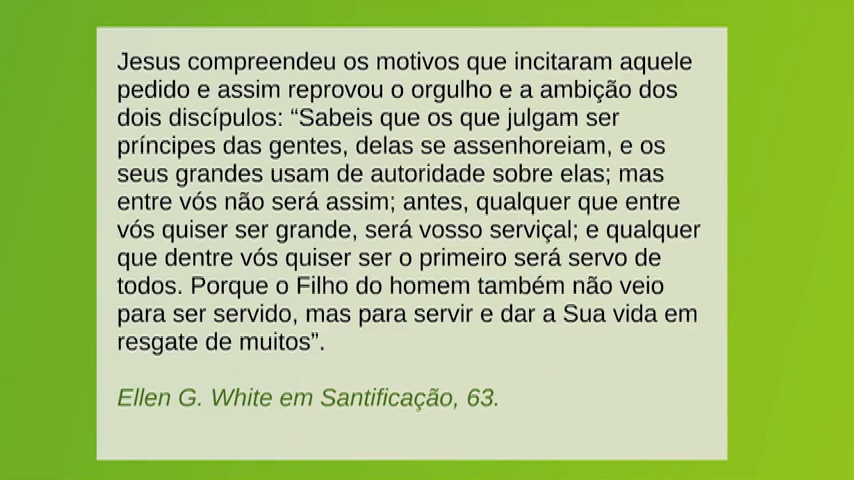 Jesus compreendeu os motivos que incitaram aquele
pedido e assim reprovou o orgulho e a ambição dos
dois discípulos: “Sabeis que os que julgam ser
príncipes das gentes, delas se assenhoreiam, e os
seus grandes usam de autoridade sobre elas; mas
entre vós não será assim; antes, qualquer que entre
vós quiser ser grande, será vosso serviçal; e qualquer
que dentre vós quiser ser o primeiro será servo de
todos. Porque o Filho do homem também não veio
para ser servido, mas para servir e dar a Sua vida em
resgate de muitos”.
Ellen G. White em Santificação, 63.